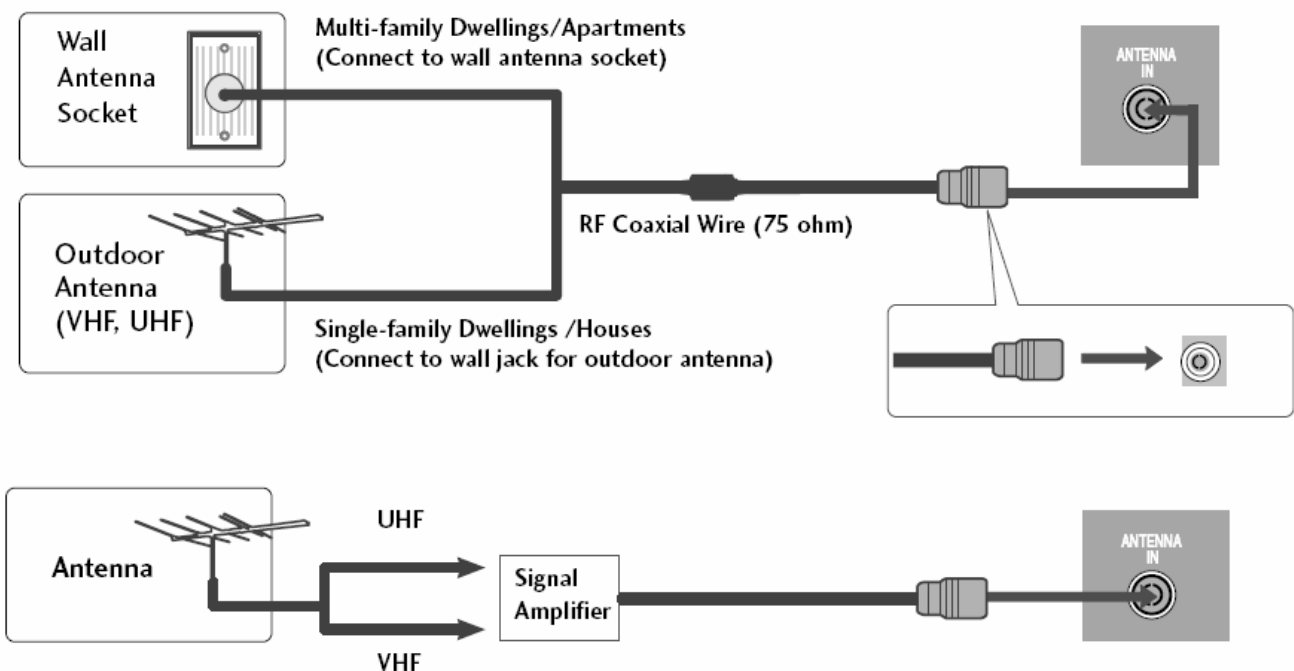 Wall
Antenna
Socket
Multi-family Dwellings/Apartments
(Connect to wall antenna socket)
ANTENNA
IN
RF Coaxial Wire (75 ohm)
Outdoor
Antenna
(VHF, UHF)
Single-family Dwellings /Houses
(Connect to wall jack for outdoor antenna)
Antenna
UHF
VHF
Signal
Amplifier
ANTENNA
IN